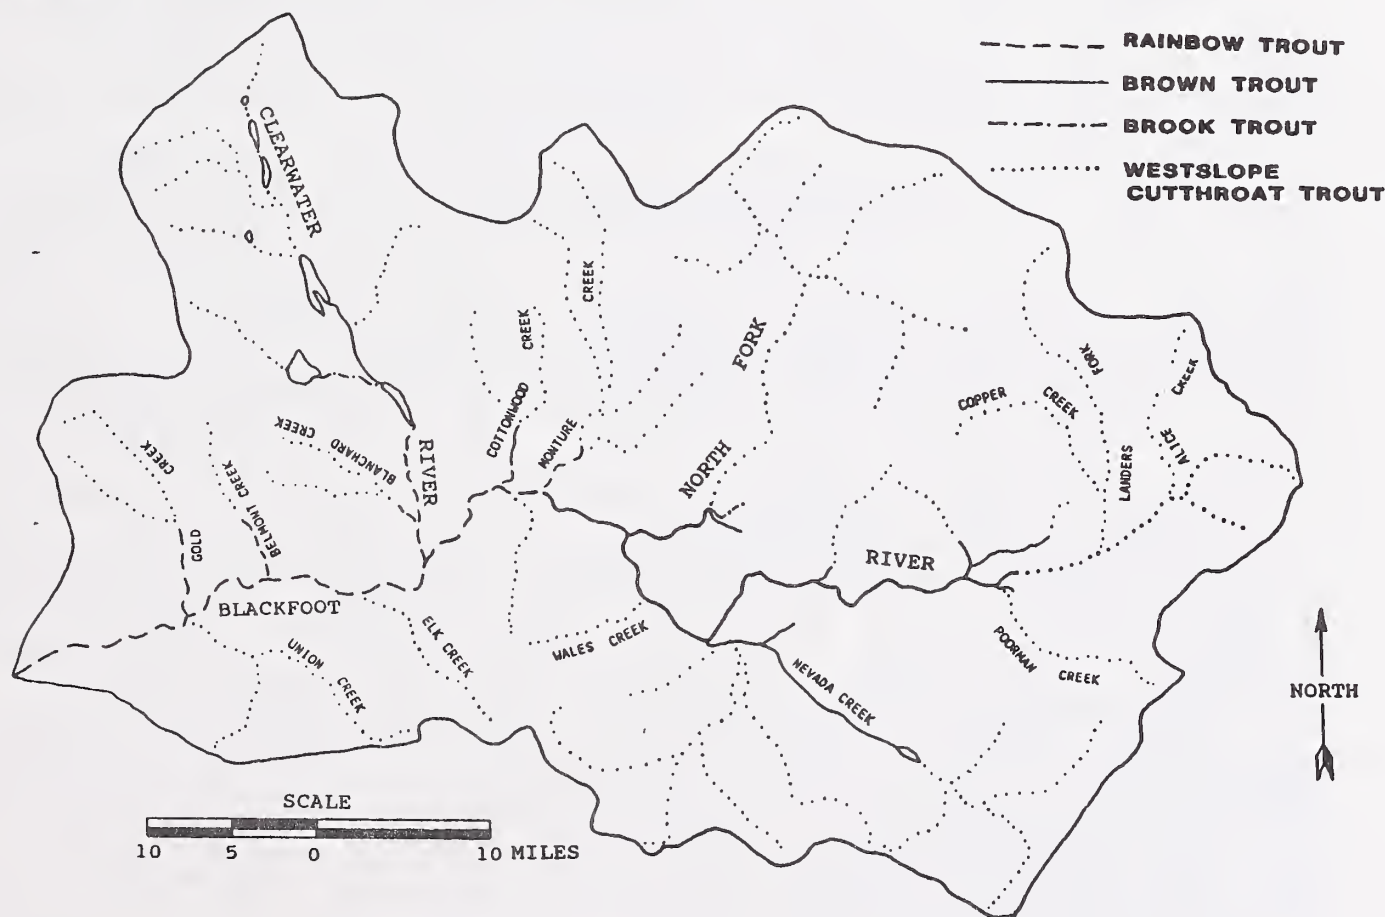 RAINBOW TROUT
BROWN TROUT
BROOK TROUT
WESTSLOPE
CUTTHROAT TROUT
CLEARWATER
RIVER
CREEK
CREEK
FORK
NORTH
COTTONWOOD
MONTURE
BLANCHARD CREEK
BELMONT CREEK
CREEK
GOLD
BLACKFOOT
RIVER
COPPER CREEK
FORK
LANDERS
ALICE CREEK
UNION CREEK
ELK CREEK
WALES CREEK
NEVADA CREEK
POORMAN CREEK
NORTH
SCALE
10 5 0 10 MILES